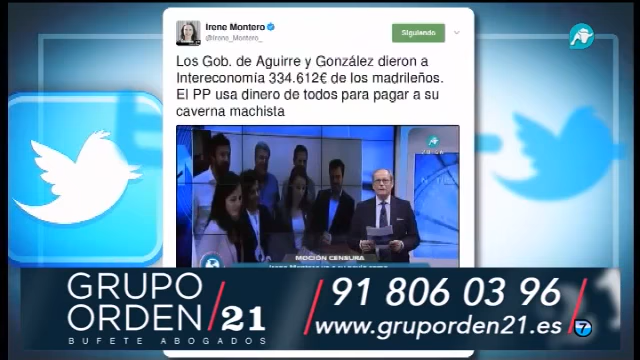 Irene Montero
@Irene_Montero_
Siguiendo
Los Gob. de Aguirre y González dieron a
Intereconomía 334.612€ de los madrileños.
El PP usa dinero de todos para pagar a su
caverna machista
MOCIÓN CENSURA
GRUPO
ORDEN/21
BUFETE ABOGADOS
91 806 03 96
www.gruporden21.es
7